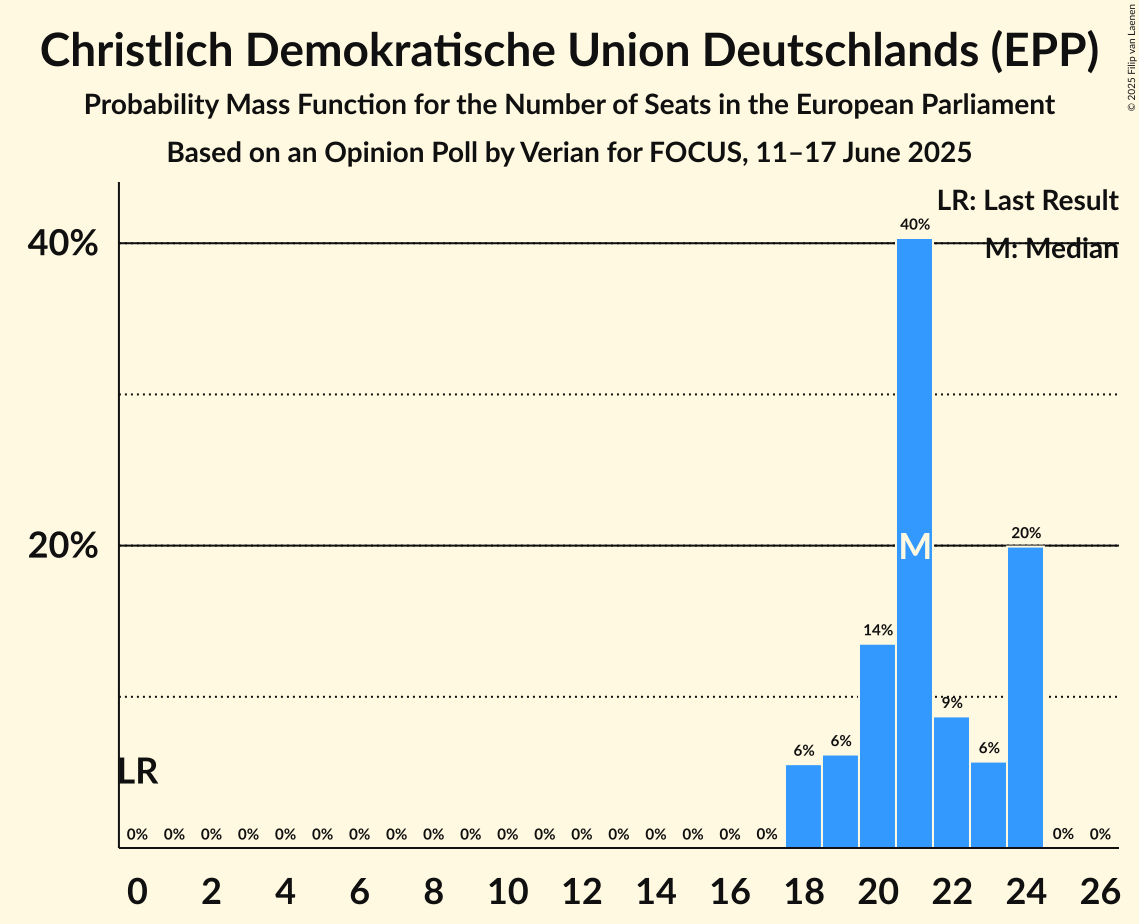 Christlich Demokratische Union Deutschlands (EPP)
Probability Mass Function for the Number of Seats in the European Parliament
Based on an Opinion Poll by Verian for FOCUS, 11–17 June 2025
© 2025 Filip van Laenen
LR: Last Result
M: Median
40%
20%
40%
M
20%
14%
9%
6%
6%
6%
LR
0% 0% 0% 0% 0% 0% 0% 0% 0% 0% 0% 0% 0% 0% 0% 0% 0% 0% 0% 0%
0 2 4 6 8 10 12 14 16 18 20 22 24 26